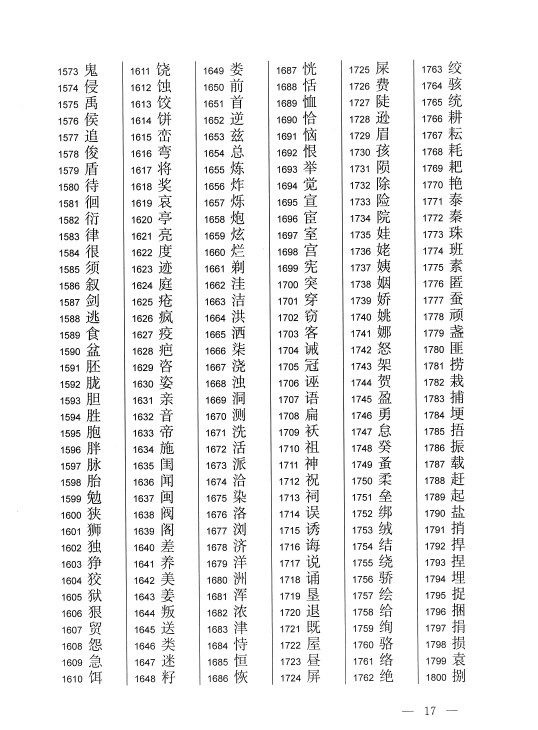 1573 鬼
1574 侵
1575 禹
1576 侯
1577 追
1578 俊
1579 盾
1580 待
1581 徊
1582 衍
1583 律
1584 很
1585 须
1586 叙
1587 剑
1588 逃
1589 食
1590 盆
1591 胚
1592 胧
1593 胆
1594 胜
1595 胞
1596 胖
1597 脉
1598 胎
1599 勉
1600 狭
1601 狮
1602 独
1603 狰
1604 狡
1605 狱
1606 狠
1607 贸
1608 怨
1609 急
1610 饵
1611 饶
1612 蚀
1613 饺
1614 饼
1615 峦
1616 弯
1617 将
1618 奖
1619 哀
1620 亭
1621 亮
1622 度
1623 迹
1624 庭
1625 疮
1626 疯
1627 疫
1628 疤
1629 咨
1630 姿
1631 亲
1632 音
1633 帝
1634 施
1635 闺
1636 闻
1637 闽
1638 阀
1639 阁
1640 差
1641 养
1642 美
1643 姜
1644 叛
1645 送
1646 类
1647 迷
1648 籽
1649 娄
1650 前
1651 首
1652 逆
1653 兹
1654 总
1655 炼
1656 炸
1657 烁
1658 炮
1659 炫
1660 烂
1661 剃
1662 洼
1663 洁
1664 洪
1665 洒
1666 柒
1667 浇
1668 浊
1669 洞
1670 测
1671 洗
1672 活
1673 派
1674 洽
1675 染
1676 洛
1677 浏
1678 济
1679 洋
1680 洲
1681 浑
1682 浓
1683 津
1684 恃
1685 恒
1686 恢
1687 恍
1688 恬
1689 恤
1690 恰
1691 恼
1692 恨
1693 举
1694 觉
1695 宣
1696 宦
1697 室
1698 宫
1699 宪
1700 突
1701 穿
1702 窃
1703 客
1704 诫
1705 冠
1706 诬
1707 语
1708 扁
1709 袄
1710 祖
1711 神
1712 祝
1713 祠
1714 误
1715 诱
1716 诲
1717 说
1718 诵
1719 垦
1720 退
1721 既
1722 屋
1723 昼
1724 屏
1725 屎
1726 费
1727 陡
1728 逊
1729 眉
1730 孩
1731 陨
1732 除
1733 险
1734 院
1735 娃
1736 姥
1737 姨
1738 姻
1739 娇
1740 姚
1741 娜
1742 怒
1743 架
1744 贺
1745 盈
1746 勇
1747 怠
1748 癸
1749 蚤
1750 柔
1751 垒
1752 绑
1753 绒
1754 结
1755 绕
1756 骄
1757 绘
1758 给
1759 绚
1760 骆
1761 络
1762 绝
1763 绞
1764 骇
1765 统
1766 耕
1767 耘
1768 耗
1769 耙
1770 艳
1771 泰
1772 秦
1773 珠
1774 班
1775 素
1776 匿
1777 蚕
1778 顽
1779 盏
1780 匪
1781 捞
1782 栽
1783 捕
1784 埂
1785 捂
1786 振
1787 载
1788 赶
1789 起
1790 盐
1791 捎
1792 捍
1793 捏
1794 埋
1795 捉
1796 捆
1797 捐
1798 损
1799 袁
1800 捌
— 17 —